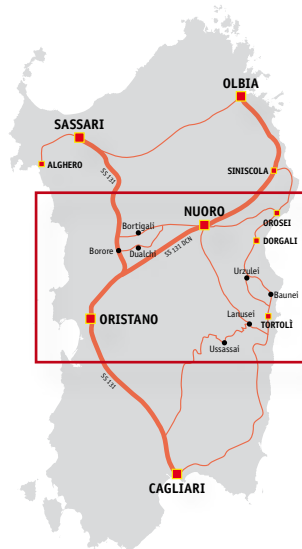 OLBIA
SASSARI
ALGHERO
SS 131
SINISCOLA
NUORO
OROSEI
Bortigali
DORGALI
Borore
Dualchi
SS 131 DCN
Urzulei
Baunei
Lanusei
ORISTANO
TORTOLÌ
Ussassai
SS 131
CAGLIARI